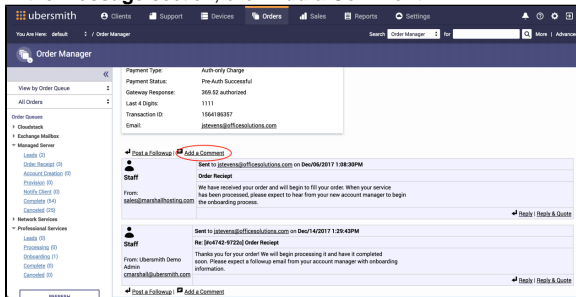 ubersmith Clients Support Devices Orders Sales Reports Settings
You Are Here: default / Order Manager Search Order Manager for More | Advanced
Order Manager
«
View by Order Queue
All Orders
Order Queues
Cloudstack
Exchange Mailbox
Managed Server
Leads (2)
Order Receipt (3)
Account Creation (0)
Provision (0)
Notify Client (0)
Complete (54)
Canceled (25)
Network Services
Professional Services
Leads (0)
Processing (0)
Onboarding (1)
Complete (0)
Canceled (0)
Payment Type: Auth-only Charge
Payment Status: Pre-Auth Successful
Gateway Response: 369.52 authorized
Last 4 Digits: 1111
Transaction ID: 1564186357
Email: jstevens@officesolutions.com
Post a Followup | Add a Comment
Staff
From:
sales@marshallhosting.com
Sent to jstevens@officesolutions.com on Dec/06/2017 1:08:30PM
Order Reciept
We have received your order and will begin to fill your order. When your service
has been processed, please expect to hear from your new account manager to begin
the onboarding process.
Reply | Reply & Quote
Staff
From: Ubersmith Demo
Admin
cmarshall@ubersmith.com
Sent to jstevens@officesolutions.com on Dec/14/2017 1:29:43PM
Re: [#c4742-9722c] Order Reciept
Thanks you for your order! We will begin processing it and have it completed
soon. Please expect a followup email from your account manager with onboarding
information.
Reply | Reply & Quote
Post a Followup | Add a Comment